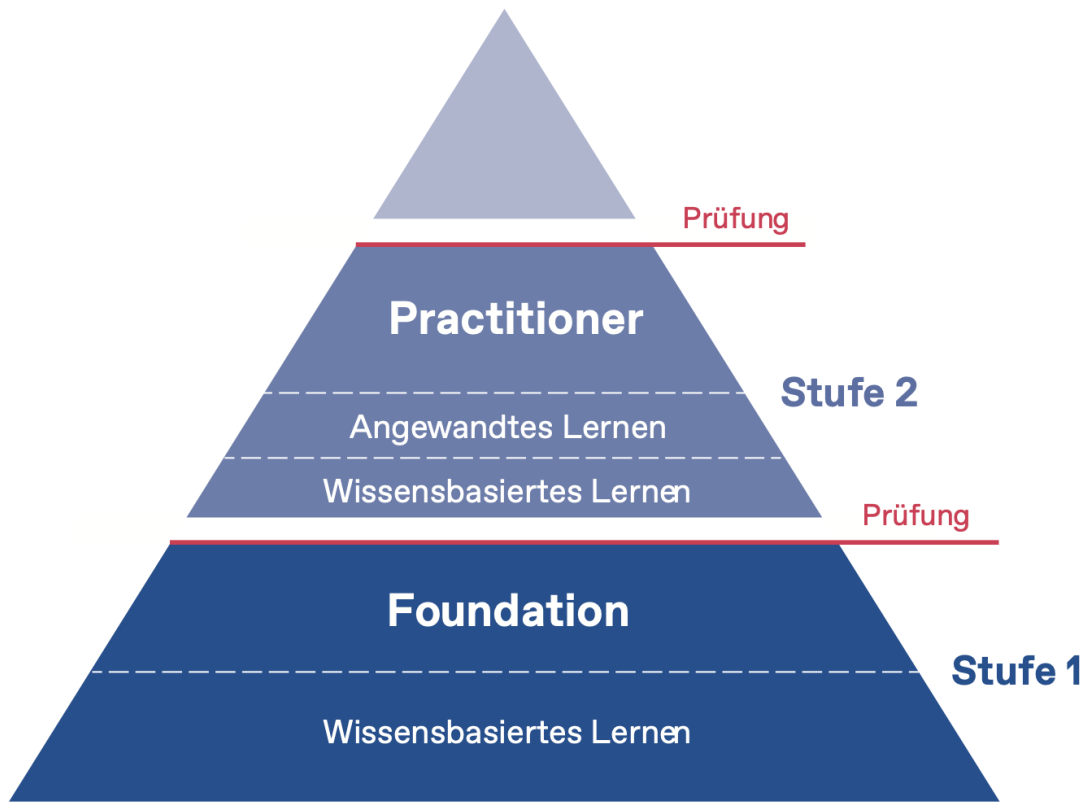 Prüfung
Practitioner
Stufe 2
Angewandtes Lernen
Wissensbasiertes Lernen
Prüfung
Foundation
Stufe 1
Wissensbasiertes Lernen